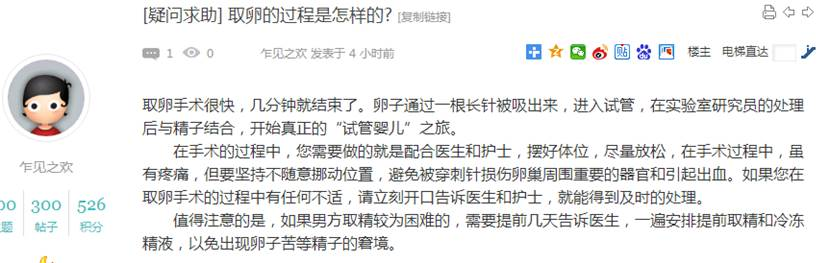 [疑问求助] 取卵的过程是怎样的? [复制链接]
1 0 乍见之欢 发表于 4 小时前 楼主 电梯直达
取卵手术很快，几分钟就结束了。卵子通过一根长针被吸出来，进入试管，在实验室研究员的处理
后与精子结合，开始真正的“试管婴儿”之旅。
在手术的过程中，您需要做的就是配合医生和护士，摆好体位，尽量放松，在手术过程中，虽
有疼痛，但要坚持不随意挪动位置，避免被穿刺针损伤卵巢周围重要的器官和引起出血。如果您在
取卵手术的过程中有任何不适，请立刻开口告诉医生和护士，就能得到及时的处理。
值得注意的是，如果男方取精较为困难的，需要提前几天告诉医生，一遍安排提前取精和冷冻
精液，以免出现卵子苦等精子的窘境。
乍见之欢
00 300 526
题 帖子 积分